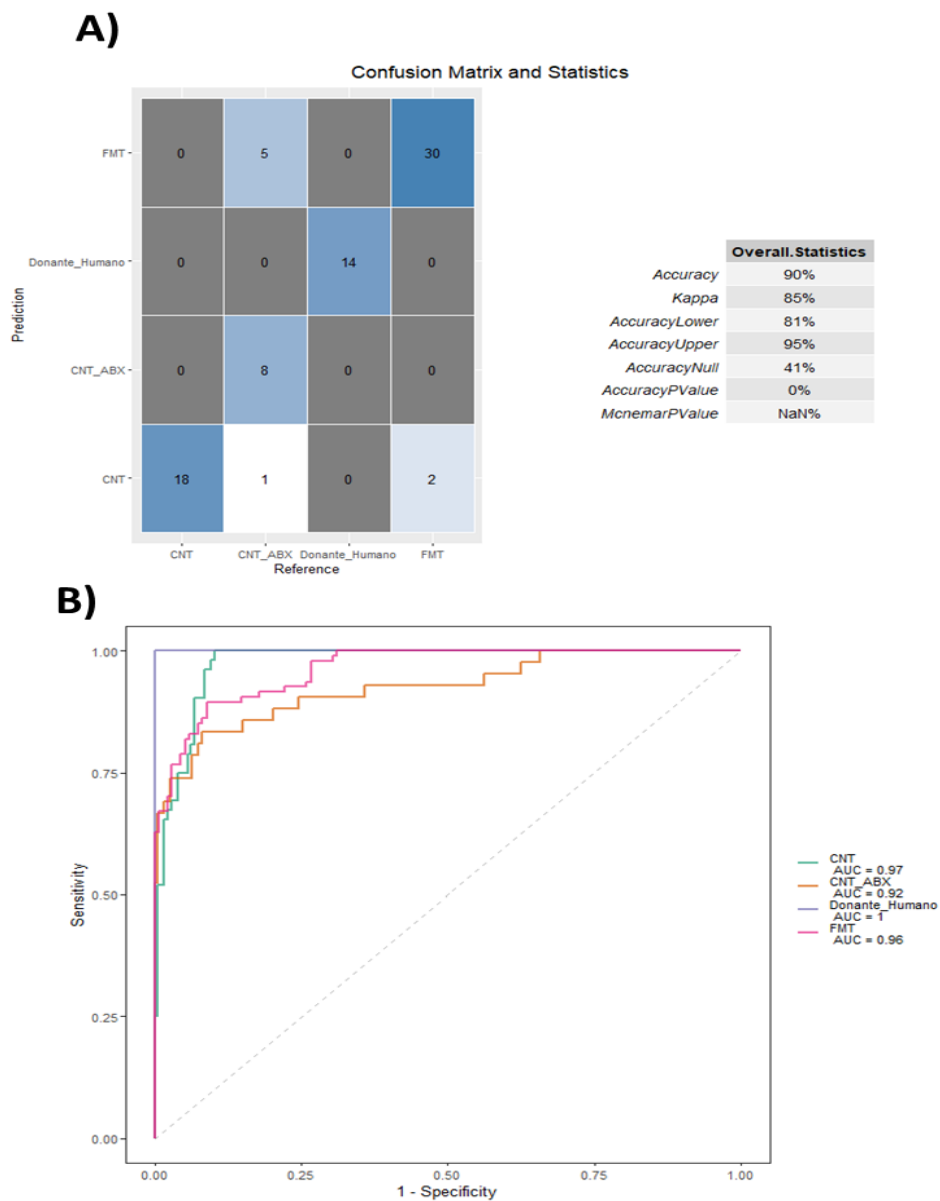 A)
Confusion Matrix and Statistics
FMT
0 5 0 30
Donante_Humano
0 0 14 0
CNT_ABX
0 8 0 0
CNT
18 1 0 2
Prediction
CNT CNT_ABX Donante_Humano FMT
Reference
Overall.Statistics
Accuracy 90%
Kappa 85%
AccuracyLower 81%
AccuracyUpper 95%
AccuracyNull 41%
AccuracyPValue 0%
McnemarPValue NaN%
B)
1.00
0.75
0.50
0.25
0.00
Sensitivity
0.00 0.25 0.50 0.75 1.00
1 - Specificity
CNT
AUC = 0.97
CNT_ABX
AUC = 0.92
Donante_Humano
AUC = 1
FMT
AUC = 0.96